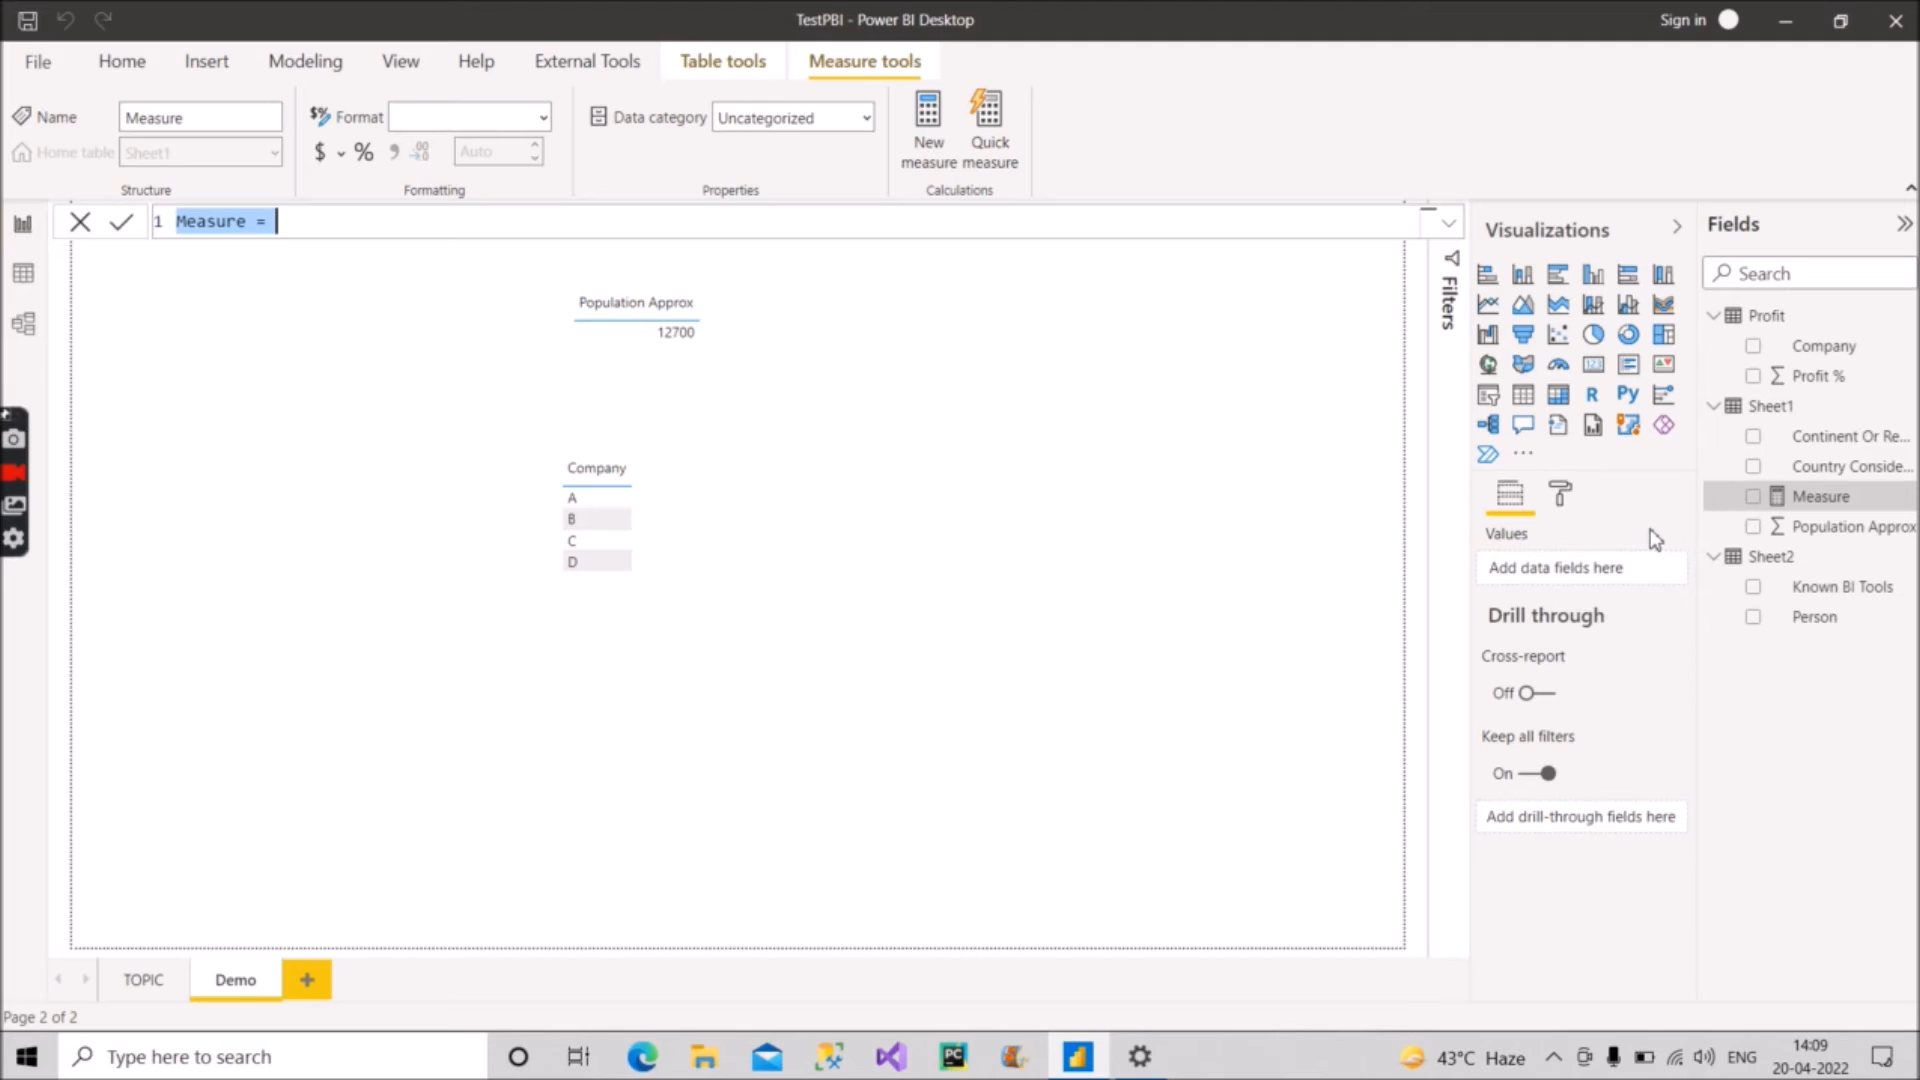 TestPBI - Power BI Desktop
Sign in
File Home Insert Modeling View Help External Tools Table tools Measure tools
Name Measure
Home table Sheet1
Structure
$% Format
$ % 9 .00
Auto
Formatting
Data category Uncategorized
Properties
New measure
Quick measure
Calculations
1 Measure =
Population Approx
12700
Company
A
B
C
D
Filters
Visualizations
R Py
123
...
Values
Add data fields here
Drill through
Cross-report
Off
Keep all filters
On
Add drill-through fields here
Fields
Search
Profit
Company
Σ Profit %
Sheet1
Continent Or Re...
Country Conside...
Measure
Σ Population Approx
Sheet2
Known BI Tools
Person
TOPIC Demo +
Page 2 of 2
Type here to search
PC
43°C Haze
ENG
14:09
20-04-2022